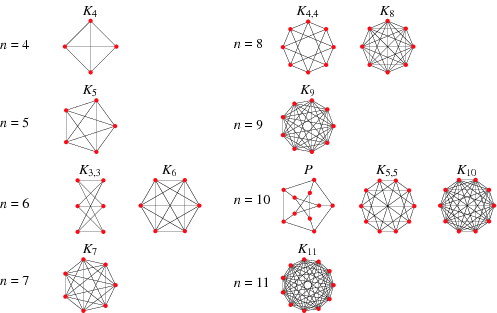 n = 4 K4
n = 5 K5
n = 6 K3,3 K6
n = 7 K7
n = 8 K4,4 K8
n = 9 K9
n = 10 P K5,5 K10
n = 11 K11